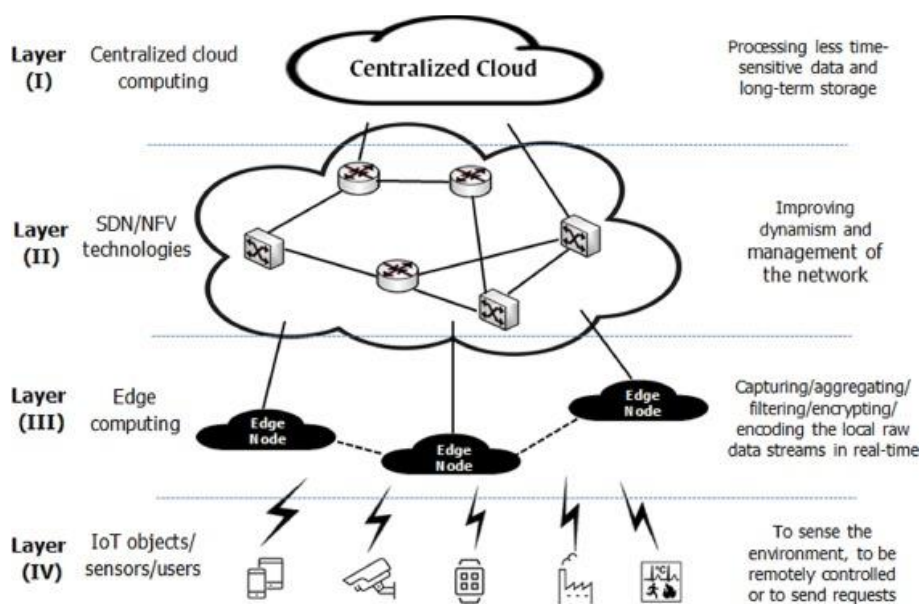 Layer
(I)
Centralized cloud
computing
Centralized Cloud
Processing less time-
sensitive data and
long-term storage
Layer
(II)
SDN/NFV
technologies
Improving
dynamism and
management of
the network
Layer
(III)
Edge
computing
Edge
Node
Edge
Node
Edge
Node
Capturing/aggregating/
filtering/encrypting/
encoding the local raw
data streams in real-time
Layer
(IV)
IoT objects/
sensors/users
°C
To sense the
environment, to be
remotely controlled
or to send requests